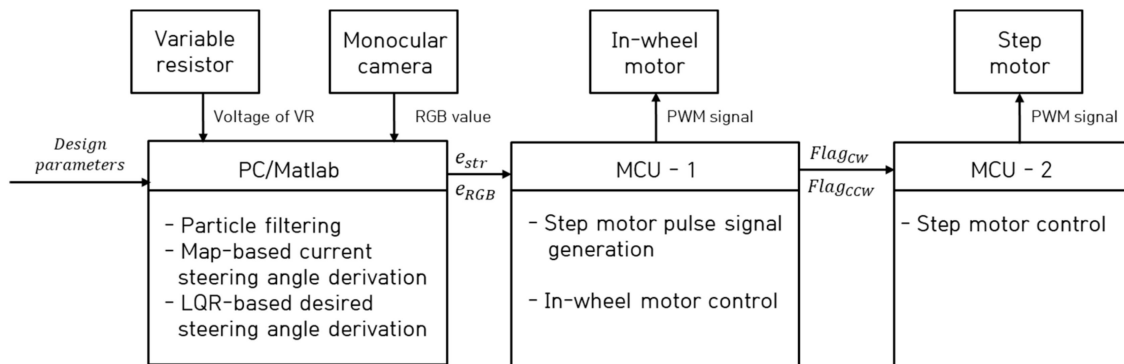 Variable
resistor
Monocular
camera
In-wheel
motor
Step
motor
Voltage of VR
RGB value
PWM signal
PWM signal
Design
parameters
PC/Matlab
e_str
e_RGB
MCU - 1
Flag_CW
Flag_CCW
MCU - 2
- Particle filtering
- Map-based current
steering angle derivation
- LQR-based desired
steering angle derivation
- Step motor pulse signal
generation
- In-wheel motor control
- Step motor control